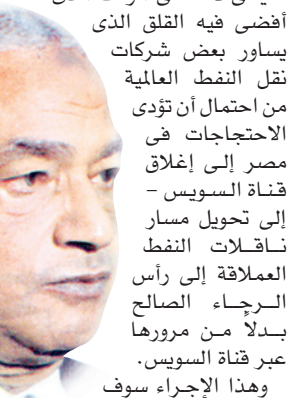 أفضى فيه القلق الذى
يساور بعض شركات
نقل النفط العالمية
من احتمال أن تؤدى
الاحتجاجات فى
مصر إلى إغلاق
قناة السويس –
إلى تحويل مسار
ناقلات النفط
العملاقة إلى رأس
الرجاء الصالح
بدلاً من مرورها
عبر قناة السويس.
وهذا الإجراء سوف